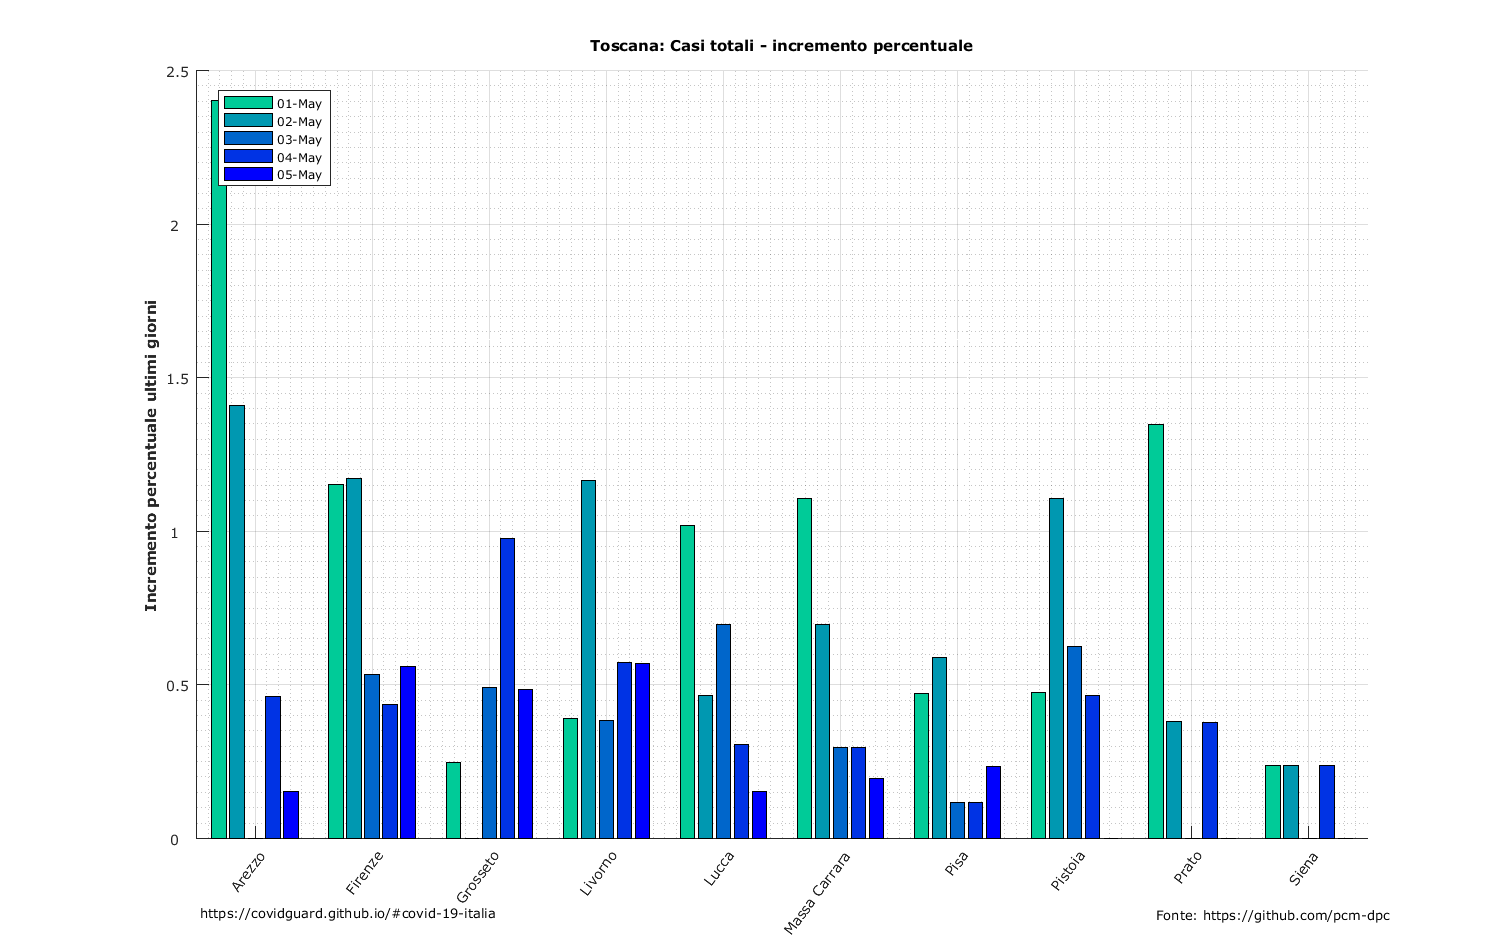 Toscana: Casi totali - incremento percentuale
Incremento percentuale ultimi giorni
2.5
2
1.5
1
0.5
0
01-May
02-May
03-May
04-May
05-May
Arezzo
Firenze
Grosseto
Livorno
Lucca
Massa Carrara
Pisa
Pistoia
Prato
Siena
https://covidguard.github.io/#covid-19-italia
Fonte: https://github.com/pcm-dpc